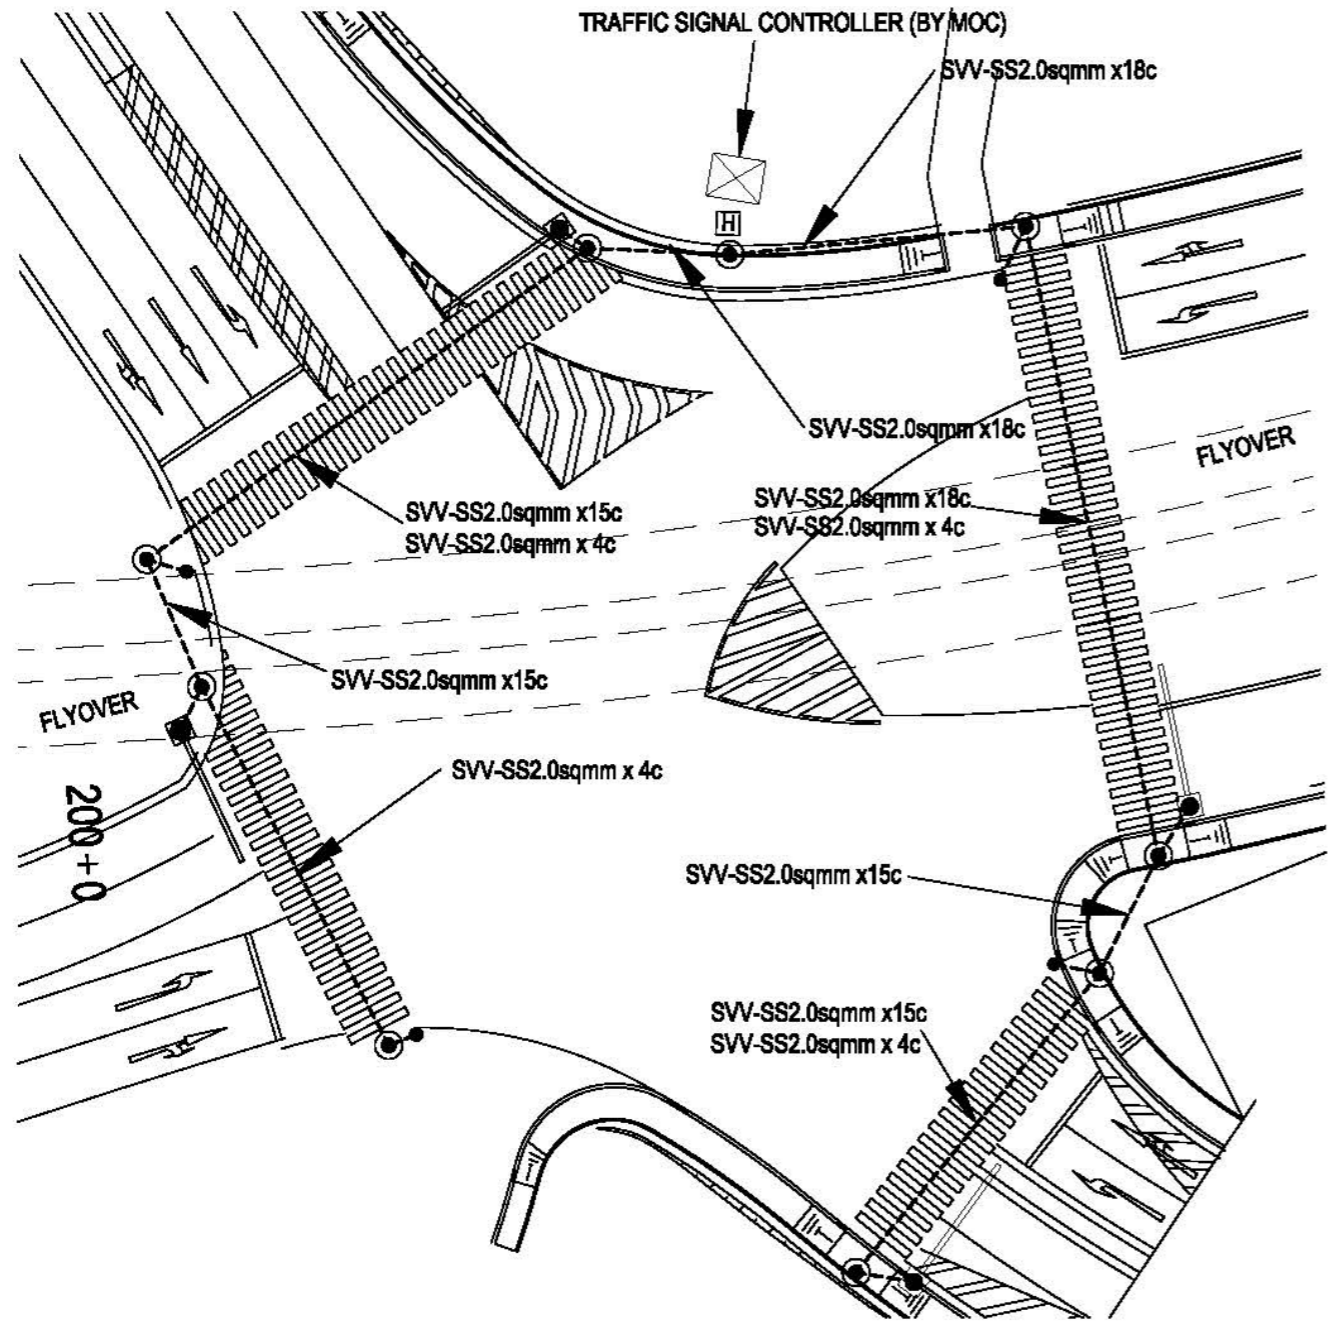 TRAFFIC SIGNAL CONTROLLER (BY MOC)
SVV-SS2.0sqmm x18c
H
SVV-SS2.0sqmm x18c
FLYOVER
SVV-SS2.0sqmm x15c
SVV-SS2.0sqmm x 4c
SVV-SS2.0sqmm x18c
SVV-SS2.0sqmm x 4c
SVV-SS2.0sqmm x15c
FLYOVER
SVV-SS2.0sqmm x 4c
200 + 0
SVV-SS2.0sqmm x15c
SVV-SS2.0sqmm x15c
SVV-SS2.0sqmm x 4c